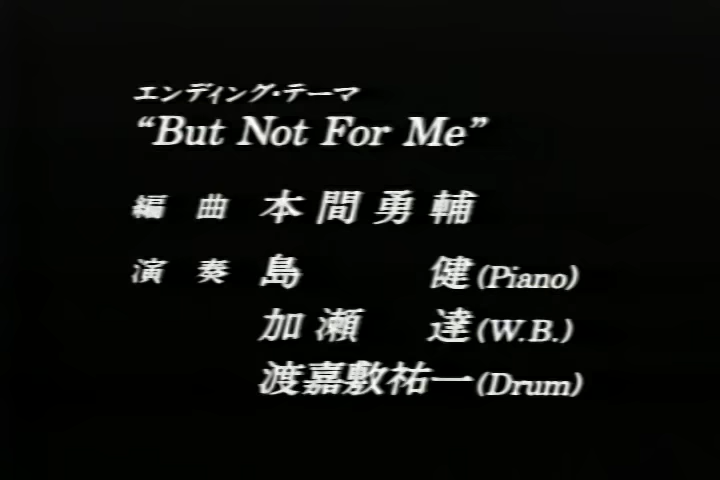 エンディング・テーマ
“But Not For Me”
編 曲 本間勇輔
演 奏 島 健(Piano)
加瀬 達(W.B.)
渡嘉敷祐一(Drum)